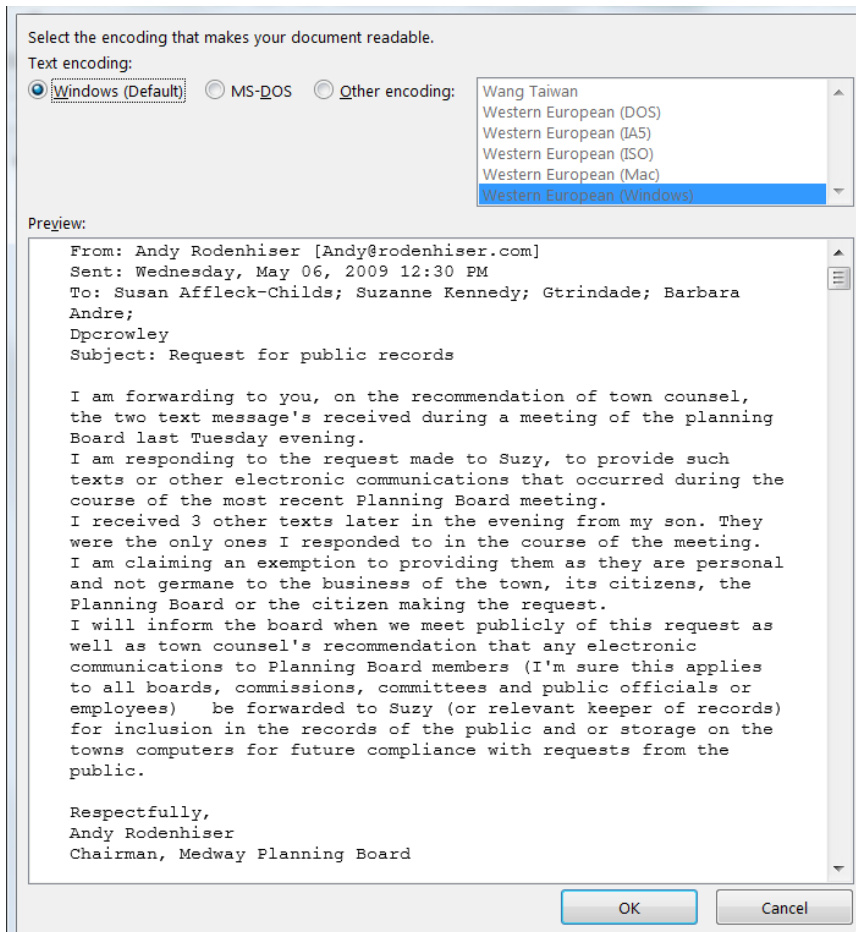 Select the encoding that makes your document readable.
Text encoding:
Windows (Default) MS-DOS Other encoding:
Wang Taiwan
Western European (DOS)
Western European (IA5)
Western European (ISO)
Western European (Mac)
Western European (Windows)
Preview:
From: Andy Rodenhiser [Andy@rodenhiser.com]
Sent: Wednesday, May 06, 2009 12:30 PM
To: Susan Affleck-Childs; Suzanne Kennedy; Gtrindade; Barbara
Andre;
Dpcrowley
Subject: Request for public records
I am forwarding to you, on the recommendation of town counsel,
the two text message's received during a meeting of the planning
Board last Tuesday evening.
I am responding to the request made to Suzy, to provide such
texts or other electronic communications that occurred during the
course of the most recent Planning Board meeting.
I received 3 other texts later in the evening from my son. They
were the only ones I responded to in the course of the meeting.
I am claiming an exemption to providing them as they are personal
and not germane to the business of the town, its citizens, the
Planning Board or the citizen making the request.
I will inform the board when we meet publicly of this request as
well as town counsel's recommendation that any electronic
communications to Planning Board members (I'm sure this applies
to all boards, commissions, committees and public officials or
employees)   be forwarded to Suzy (or relevant keeper of records)
for inclusion in the records of the public and or storage on the
towns computers for future compliance with requests from the
public.
Respectfully,
Andy Rodenhiser
Chairman, Medway Planning Board
OK Cancel